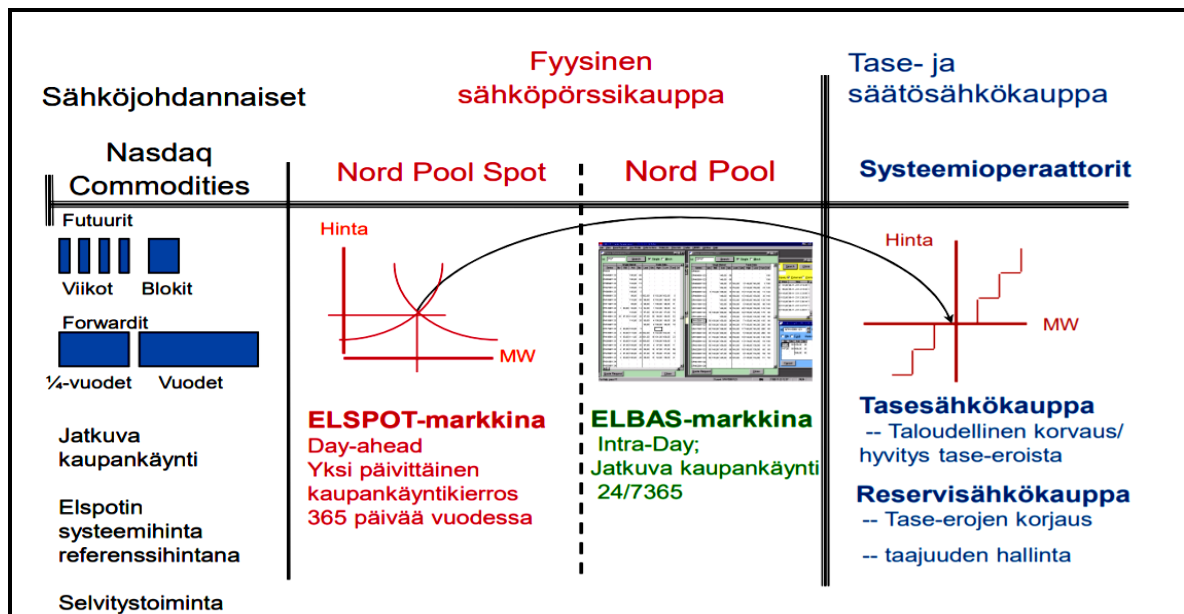 Sähköjohdannaiset
Fyysinen
sähköpörssikauppa
Tase- ja
säätösähkökauppa
Nasdaq
Commodities
Nord Pool Spot
Nord Pool
Systeemioperaattorit
Futuurit
Viikot
Blokit
Forwardit
¼-vuodet
Vuodet
Jatkuva
kaupankäynti
Elspotin
systeemihinta
referenssihintana
Selvitystoiminta
Hinta
MW
ELSPOT-markkina
Day-ahead
Yksi päivittäinen
kaupankäyntikierros
365 päivää vuodessa
ELBAS-markkina
Intra-Day;
Jatkuva kaupankäynti
24/7365
Hinta
MW
Tasesähkökauppa
-- Taloudellinen korvaus/
hyvitys tase-eroista
Reservisähkökauppa
-- Tase-erojen korjaus
-- taajuuden hallinta